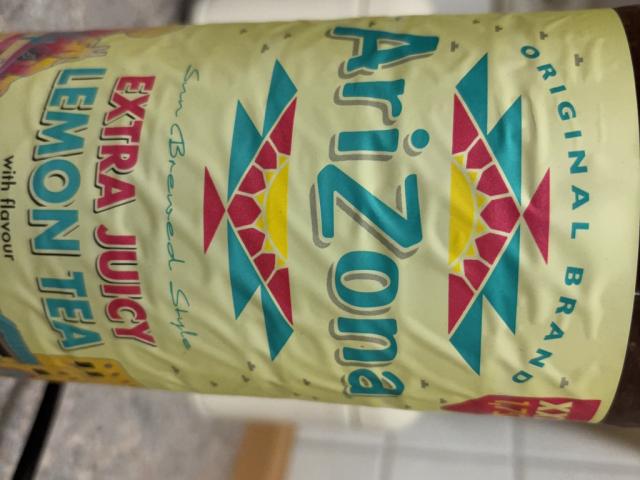 ORIGINAL BRAND
AriZona
Sun Brewed Style
EXTRA JUICY
LEMON TEA
with flavour